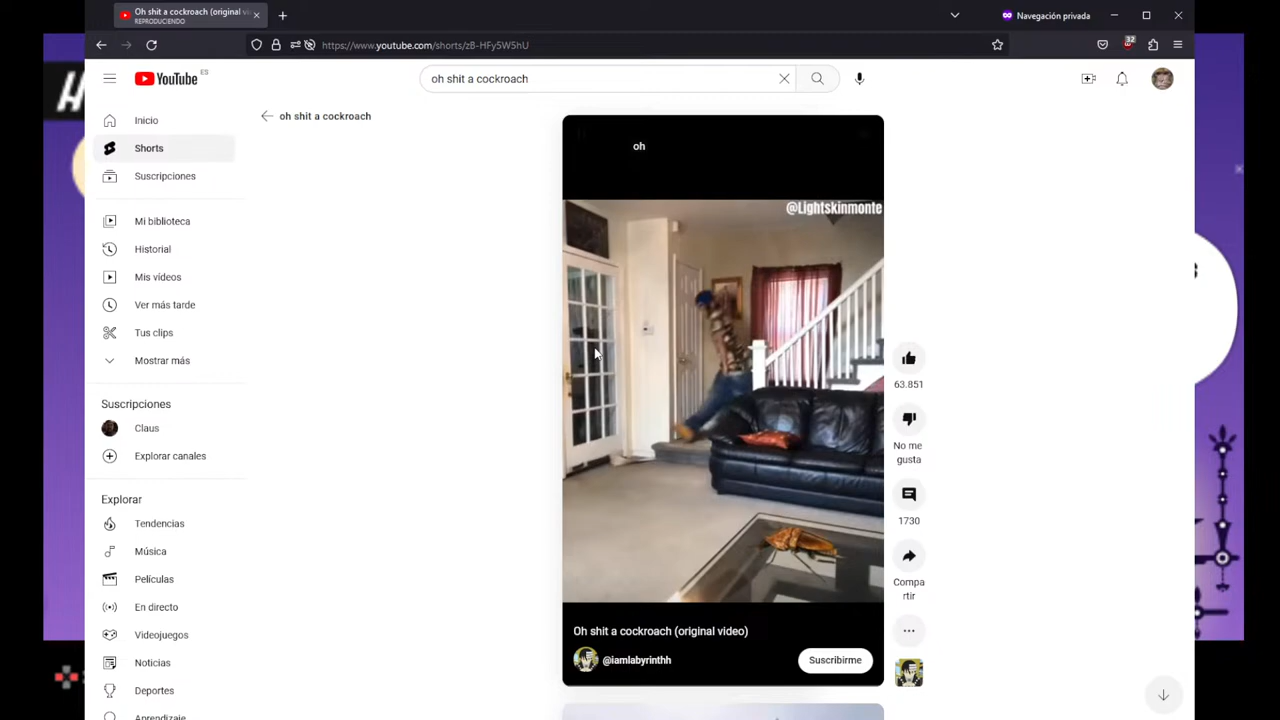 Oh shit a cockroach (original vi
REPRODUCIENDO
Navegación privada
https://www.youtube.com/shorts/zB-HFy5W5hU
32
YouTube
ES
oh shit a cockroach
Inicio
Shorts
Suscripciones
Mi biblioteca
Historial
Mis vídeos
Ver más tarde
Tus clips
Mostrar más
Suscripciones
Claus
Explorar canales
Explorar
Tendencias
Música
Películas
En directo
Videojuegos
Noticias
Deportes
Aprendizaje
oh shit a cockroach
oh
@Lightskinmonte
Oh shit a cockroach (original video)
@iamlabyrinthh
Suscribirme
63.851
No me
gusta
1730
Compa
rtir